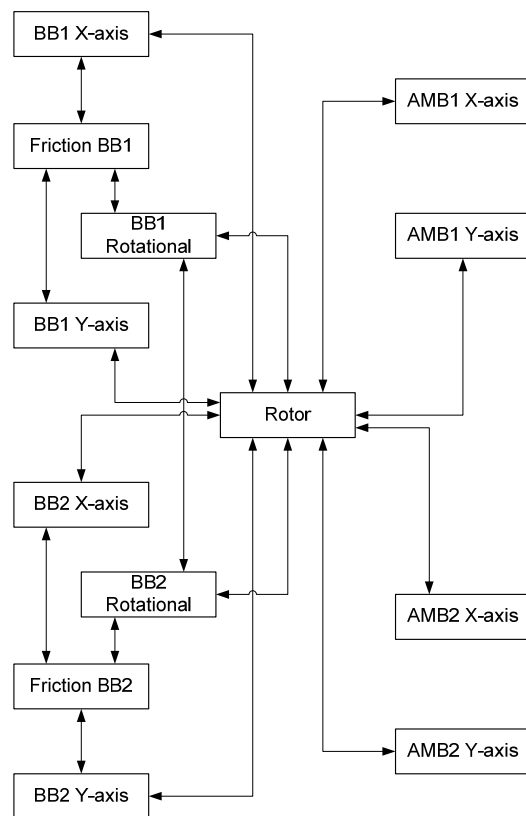 BB1 X-axis
AMB1 X-axis
Friction BB1
BB1
Rotational
AMB1 Y-axis
BB1 Y-axis
Rotor
BB2 X-axis
BB2
Rotational
AMB2 X-axis
Friction BB2
AMB2 Y-axis
BB2 Y-axis